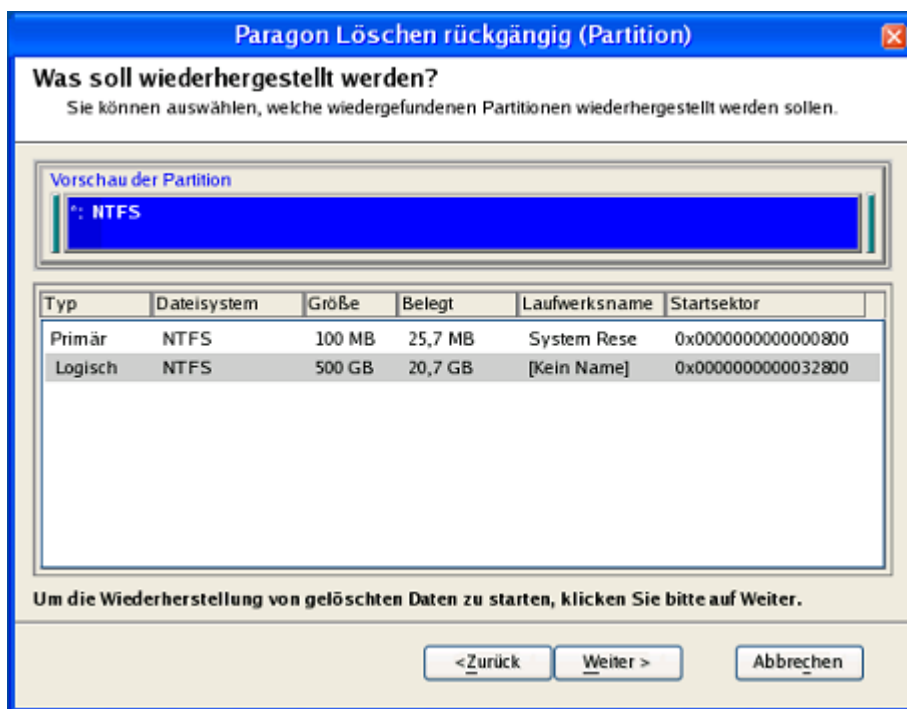 Paragon Löschen rückgängig (Partition)
Was soll wiederhergestellt werden?
Sie können auswählen, welche wiedergefundenen Partitionen wiederhergestellt werden sollen.
Vorschau der Partition
*: NTFS
Typ Dateisystem Größe Belegt Laufwerksname Startsektor
Primär NTFS 100 MB 25,7 MB System Rese 0x0000000000000800
Logisch NTFS 500 GB 20,7 GB [Kein Name] 0x0000000000032800
Um die Wiederherstellung von gelöschten Daten zu starten, klicken Sie bitte auf Weiter.
<Zurück Weiter > Abbrechen